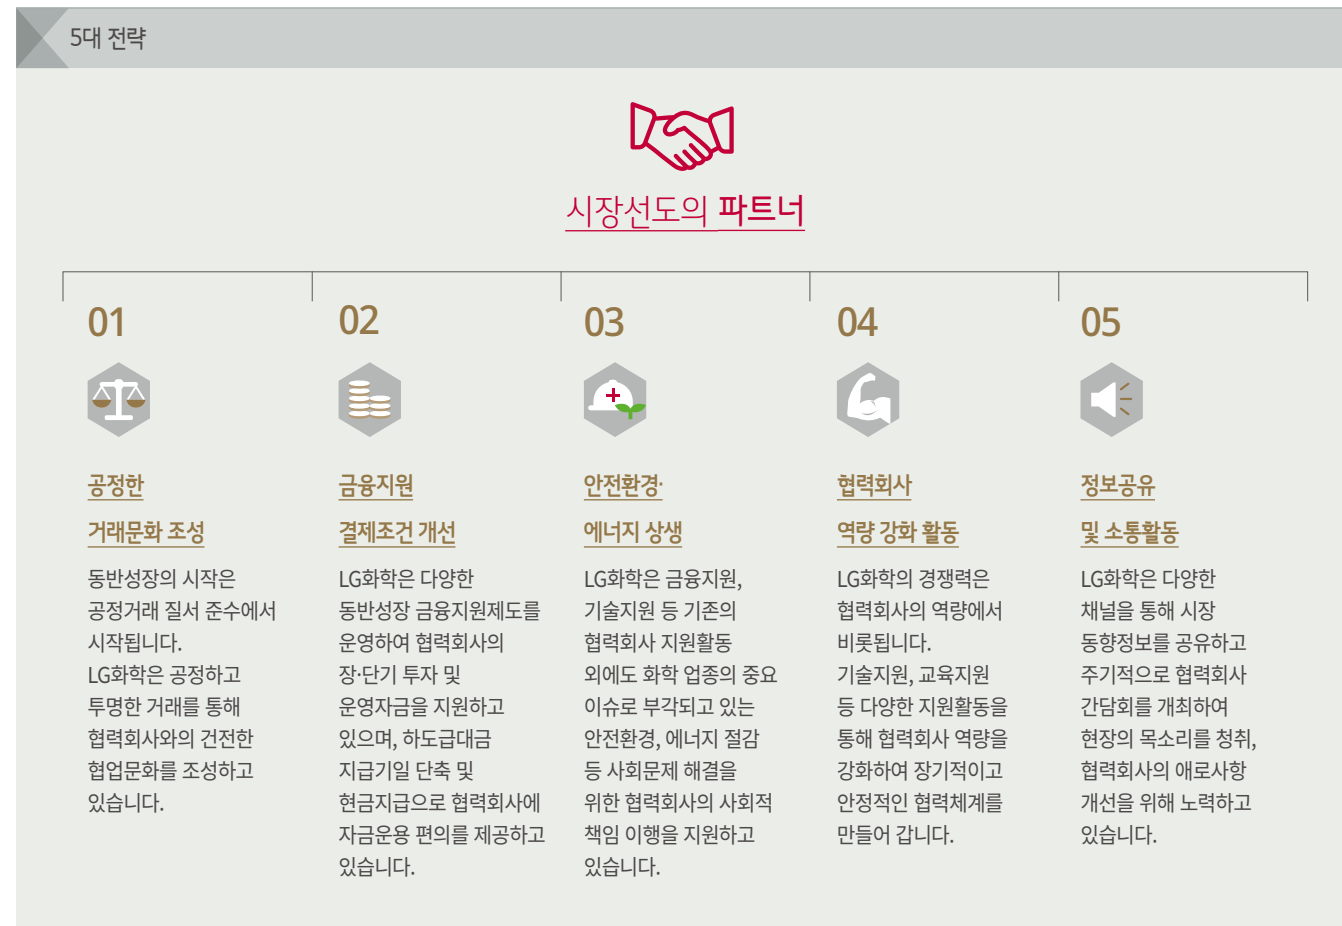 5대 전략
시장선도의 파트너
01
공정한
거래문화 조성
동반성장의 시작은
공정거래 질서 준수에서
시작됩니다.
LG화학은 공정하고
투명한 거래를 통해
협력회사와의 건전한
협업문화를 조성하고
있습니다.
02
금융지원
결제조건 개선
LG화학은 다양한
동반성장 금융지원제도를
운영하여 협력회사의
장·단기 투자 및
운영자금을 지원하고
있으며, 하도급대금
지급기일 단축 및
현금지급으로 협력회사에
자금운용 편의를 제공하고
있습니다.
03
안전환경·
에너지 상생
LG화학은 금융지원,
기술지원 등 기존의
협력회사 지원활동
외에도 화학 업종의 중요
이슈로 부각되고 있는
안전환경, 에너지 절감
등 사회문제 해결을
위한 협력회사의 사회적
책임 이행을 지원하고
있습니다.
04
협력회사
역량 강화 활동
LG화학의 경쟁력은
협력회사의 역량에서
비롯됩니다.
기술지원, 교육지원
등 다양한 지원활동을
통해 협력회사 역량을
강화하여 장기적이고
안정적인 협력체계를
만들어 갑니다.
05
정보공유
및 소통활동
LG화학은 다양한
채널을 통해 시장
동향정보를 공유하고
주기적으로 협력회사
간담회를 개최하여
현장의 목소리를 청취,
협력회사의 애로사항
개선을 위해 노력하고
있습니다.